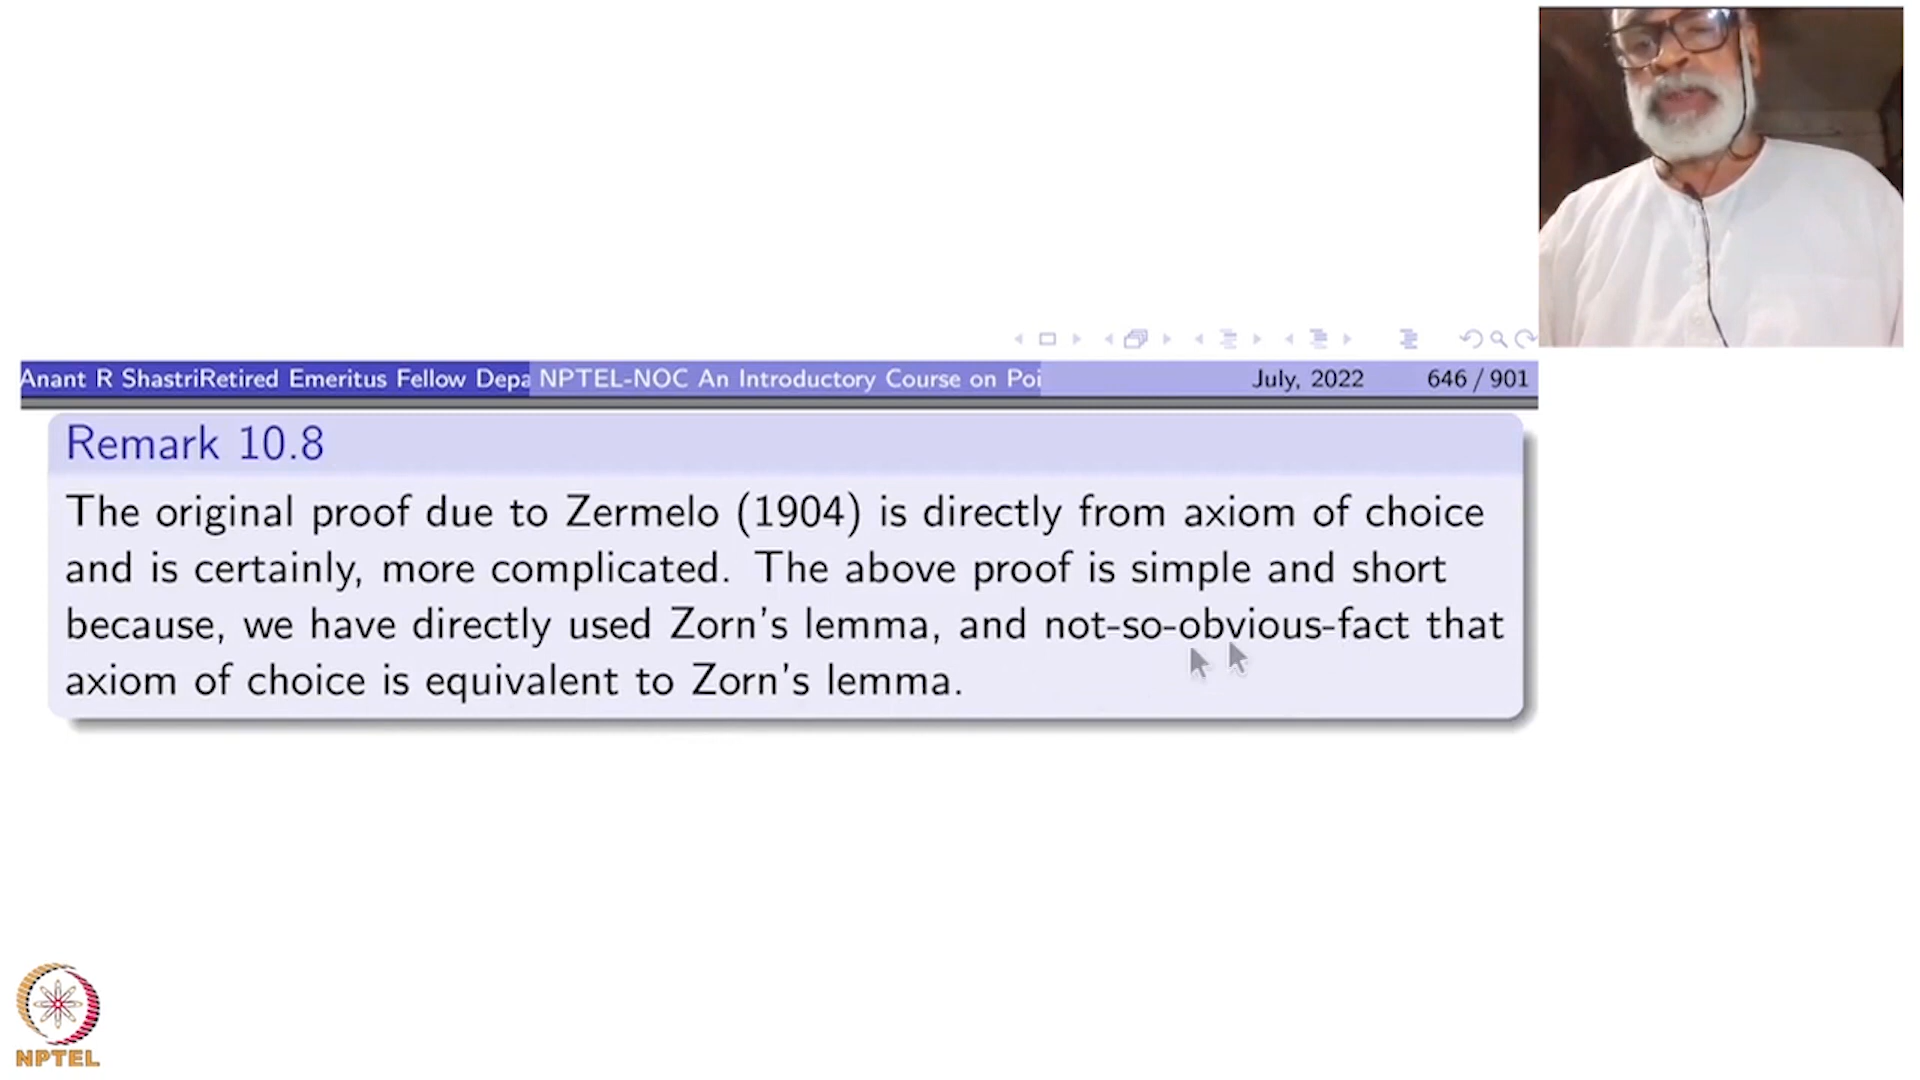 Anant R ShastriRetired Emeritus Fellow Depa NPTEL-NOC An Introductory Course on Poi July, 2022 646 / 901
Remark 10.8
The original proof due to Zermelo (1904) is directly from axiom of choice
and is certainly, more complicated. The above proof is simple and short
because, we have directly used Zorn's lemma, and not-so-obvious-fact that
axiom of choice is equivalent to Zorn's lemma.
NPTEL